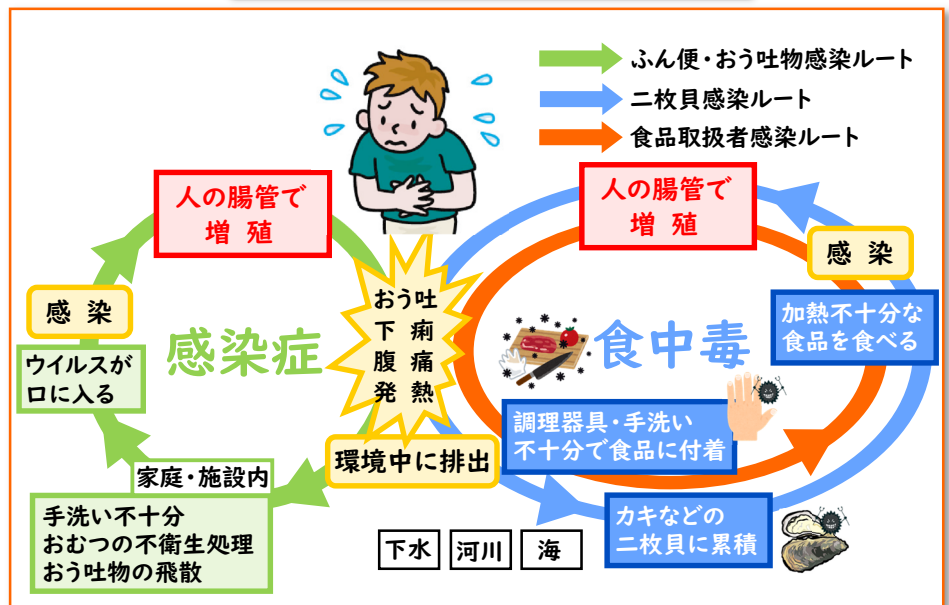 ふん便・おう吐物感染ルート
二枚貝感染ルート
食品取扱者感染ルート
人の腸管で
増 殖
人の腸管で
増 殖
感 染
感 染
ウイルスが
口に入る
感染症
おう吐
下 痢
腹 痛
発 熱
食中毒
加熱不十分な
食品を食べる
調理器具・手洗い
不十分で食品に付着
環境中に排出
家庭・施設内
手洗い不十分
おむつの不衛生処理
おう吐物の飛散
下水
河川
海
カキなどの
二枚貝に累積